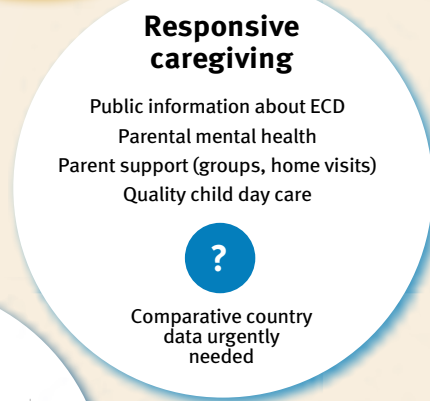 Responsive
caregiving
Public information about ECD
Parental mental health
Parent support (groups, home visits)
Quality child day care
?
Comparative country
data urgently
needed